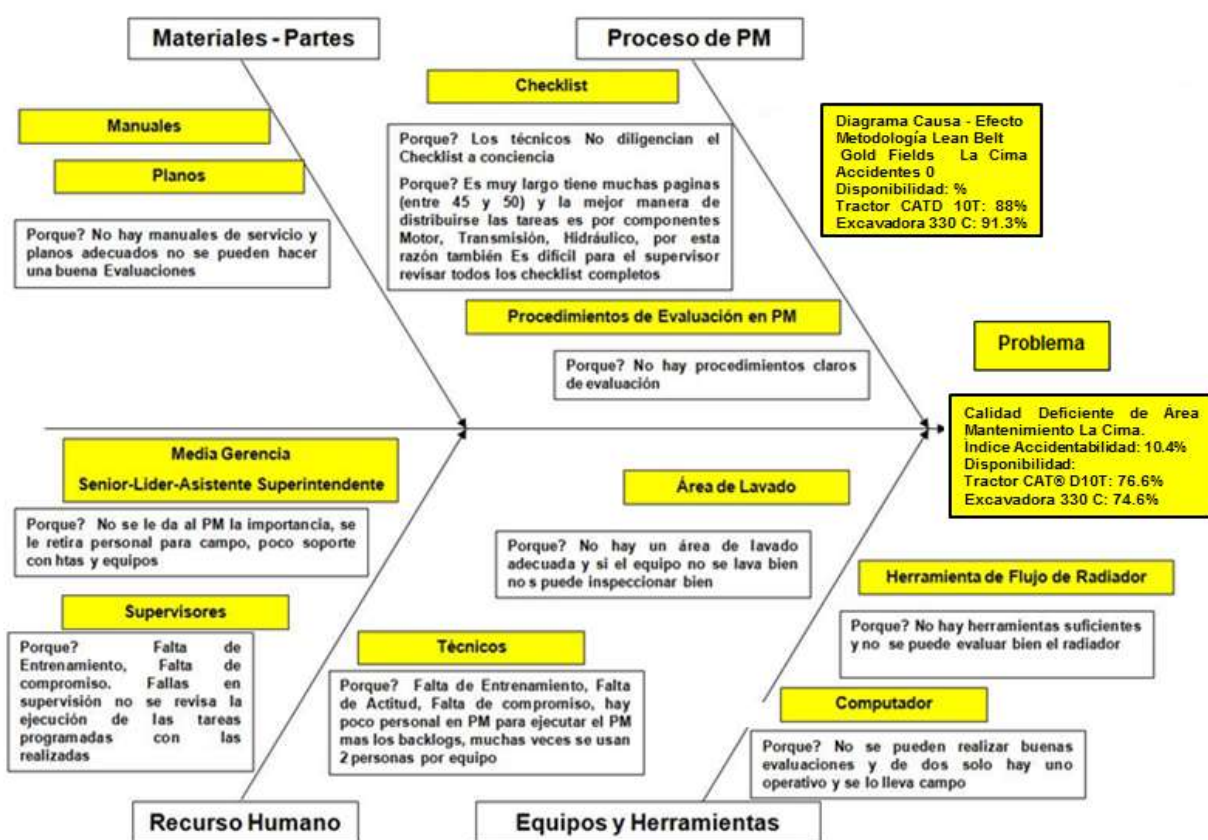 Materiales - Partes
Proceso de PM
Checklist
Manuales
Planos
Porque? No hay manuales de servicio y
planos adecuados no se pueden hacer
una buena Evaluaciones
Porque? Los técnicos No diligencian el
Checklist a conciencia
Porque? Es muy largo tiene muchas paginas
(entre 45 y 50) y la mejor manera de
distribuirse las tareas es por componentes
Motor, Transmisión, Hidráulico, por esta
razón también Es difícil para el supervisor
revisar todos los checklist completos
Diagrama Causa - Efecto
Metodología Lean Belt
Gold Fields La Cima
Accidentes 0
Disponibilidad: %
Tractor CATD 10T: 88%
Excavadora 330 C: 91.3%
Procedimientos de Evaluación en PM
Porque? No hay procedimientos claros
de evaluación
Problema
Calidad Deficiente de Área
Mantenimiento La Cima.
Índice Accidentabilidad: 10.4%
Disponibilidad:
Tractor CAT® D10T: 76.6%
Excavadora 330 C: 74.6%
Media Gerencia
Senior-Lider-Asistente Superintendente
Porque? No se le da al PM la importancia, se
le retira personal para campo, poco soporte
con htas y equipos
Supervisores
Porque? Falta de
Entrenamiento, Falta de
compromiso. Fallas en
supervisión no se revisa la
ejecución de las tareas
programadas con las
realizadas
Técnicos
Porque? Falta de Entrenamiento, Falta
de Actitud, Falta de compromiso, hay
poco personal en PM para ejecutar el PM
mas los backlogs, muchas veces se usan
2 personas por equipo
Área de Lavado
Porque? No hay un área de lavado
adecuada y si el equipo no se lava bien
no s puede inspeccionar bien
Herramienta de Flujo de Radiador
Porque? No hay herramientas suficientes
y no se puede evaluar bien el radiador
Computador
Porque? No se pueden realizar buenas
evaluaciones y de dos solo hay uno
operativo y se lo lleva campo
Recurso Humano
Equipos y Herramientas